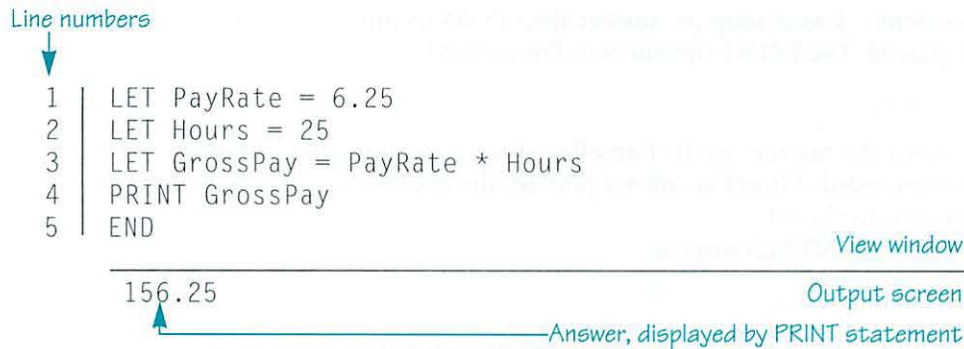 Line numbers
1 LET PayRate = 6.25
2 LET Hours = 25
3 LET GrossPay = PayRate * Hours
4 PRINT GrossPay
5 END
View window
156.25 Output screen
Answer, displayed by PRINT statement